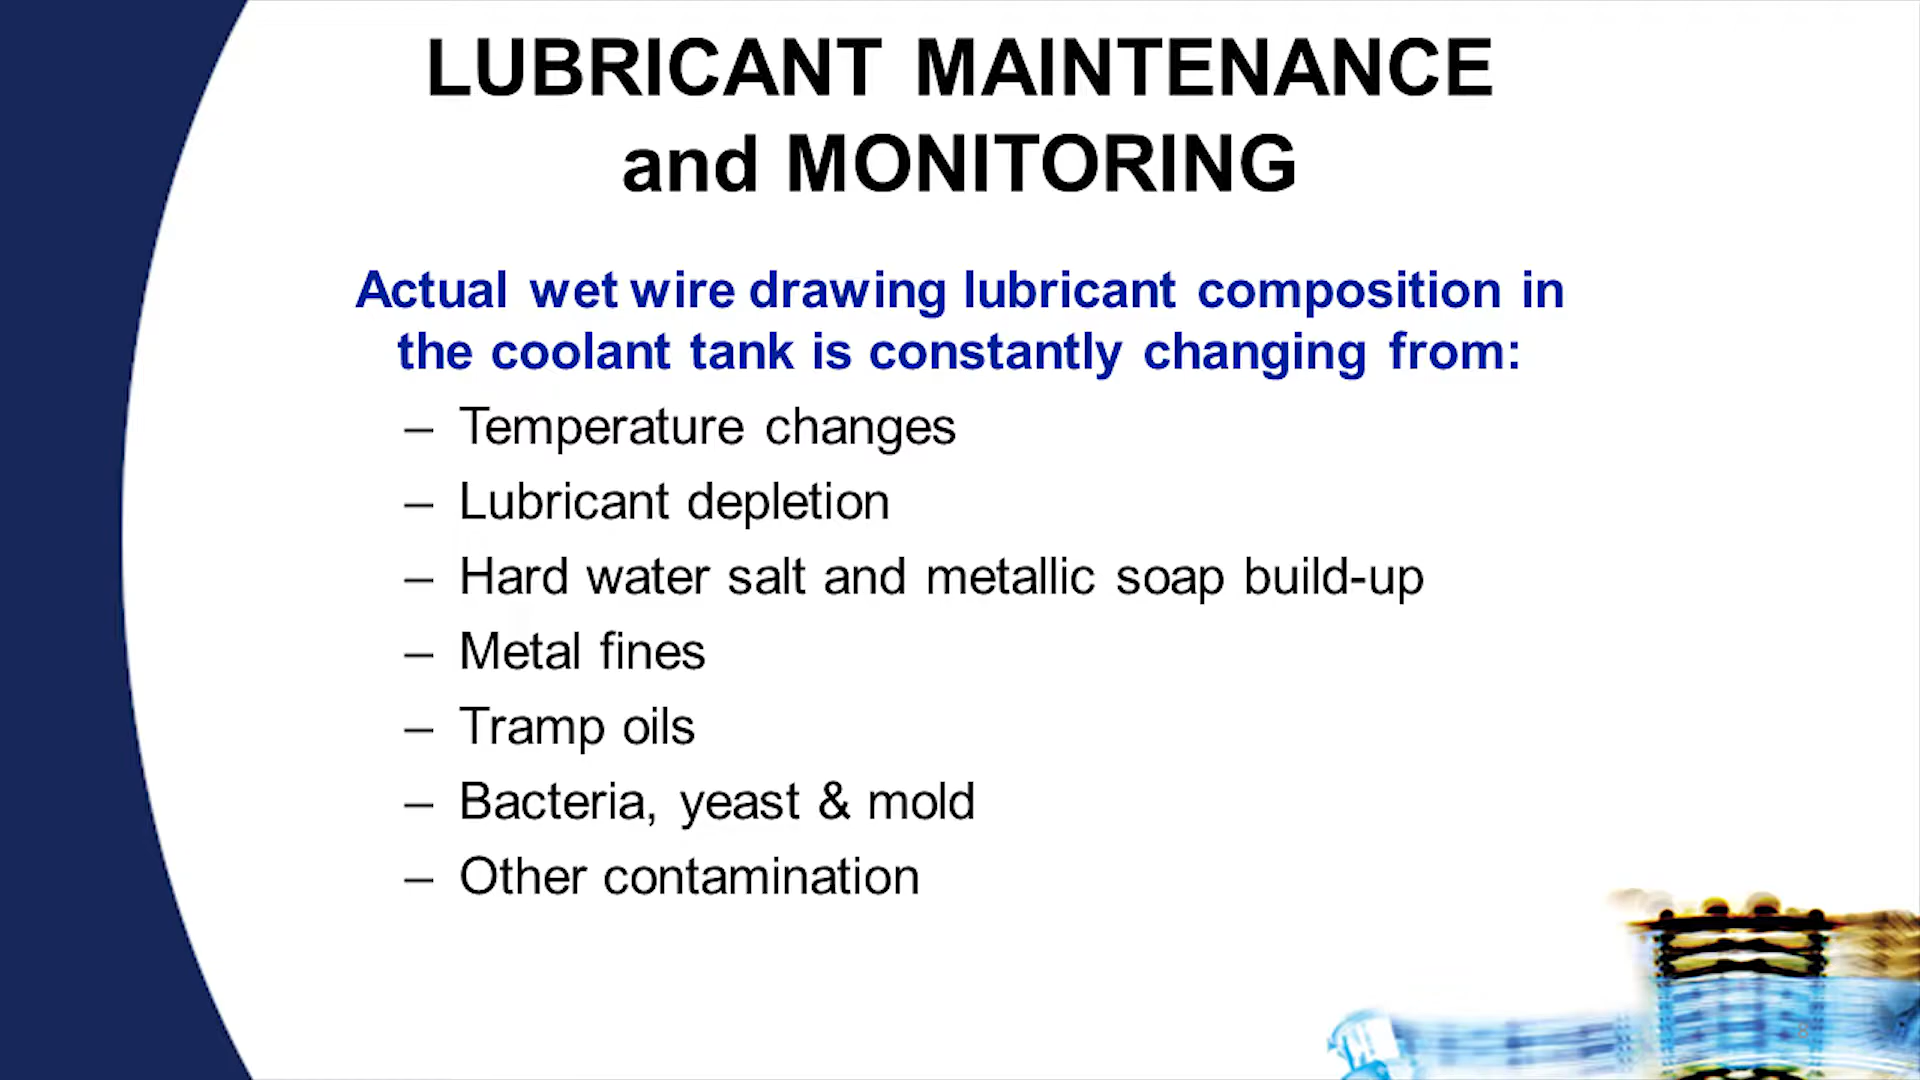 LUBRICANT MAINTENANCE
and MONITORING
Actual wet wire drawing lubricant composition in
the coolant tank is constantly changing from:
– Temperature changes
– Lubricant depletion
– Hard water salt and metallic soap build-up
– Metal fines
– Tramp oils
– Bacteria, yeast & mold
– Other contamination
8